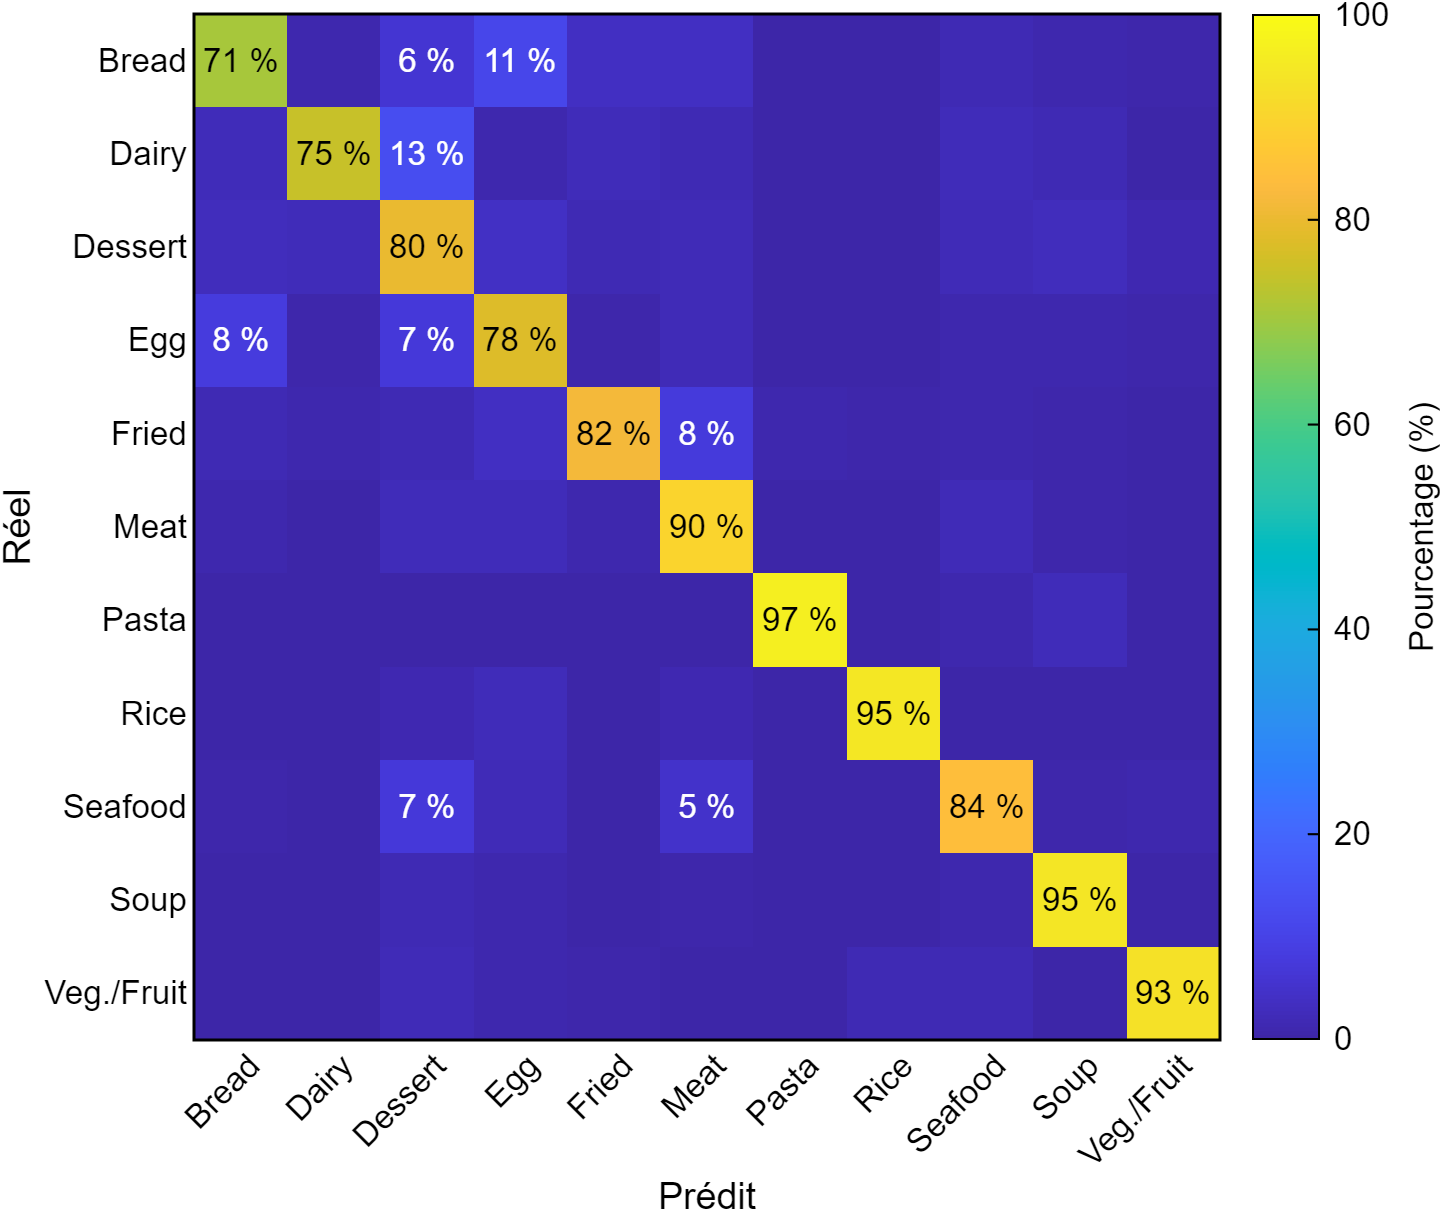 Bread 71 % 6 % 11 %
Dairy 75 % 13 %
Dessert 80 %
Egg 8 % 7 % 78 %
Fried 82 % 8 %
Meat 90 %
Pasta 97 %
Rice 95 %
Seafood 7 % 5 % 84 %
Soup 95 %
Veg./Fruit 93 %
Réel
Bread Dairy Dessert Egg Fried Meat Pasta Rice Seafood Soup Veg./Fruit
Prédit
100
80
60
40
20
0
Pourcentage (%)